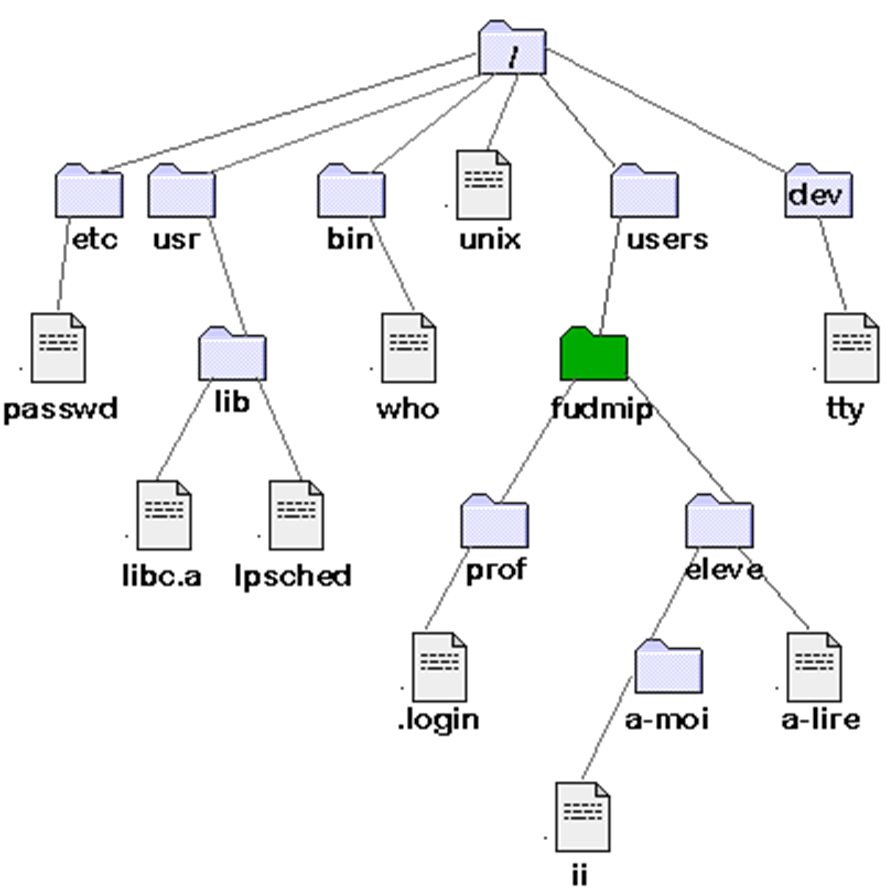 /
dev
etc usr bin unix users
passwd lib who fudmip tty
libc.a lpsched prof eleve
.login a-moi a-lire
ii